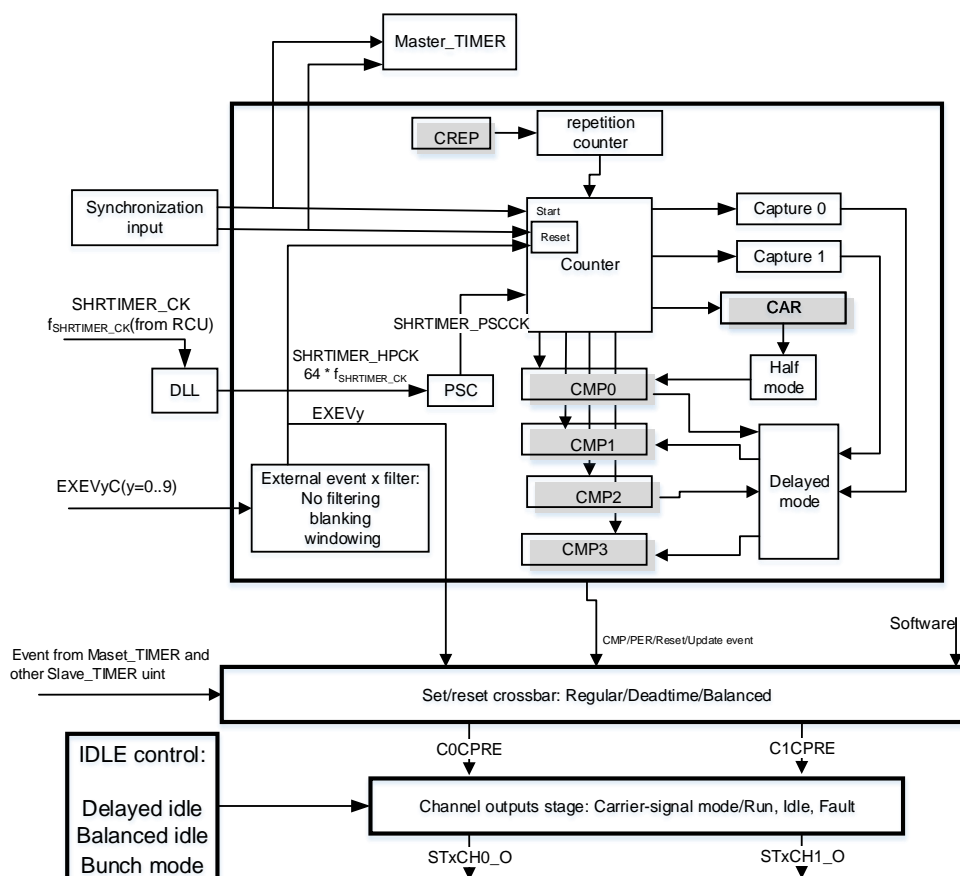 Master_TIMER
CREP
repetition
counter
Synchronization
input
Start
Reset
Counter
Capture 0
Capture 1
CAR
Half
mode
SHRTIMER_CK
fSHRTIMER_CK(from RCU)
SHRTIMER_PSCCK
SHRTIMER_HPCK
64 * fSHRTIMER_CK
DLL
PSC
CMP0
CMP1
CMP2
CMP3
Delayed
mode
EXEVy
EXEVyC(y=0..9)
External event x filter:
No filtering
blanking
windowing
CMP/PER/Reset/Update event
Software
Event from Maset_TIMER and
other Slave_TIMER uint
Set/reset crossbar: Regular/Deadtime/Balanced
C0CPRE
C1CPRE
IDLE control:
Delayed idle
Balanced idle
Bunch mode
Channel outputs stage: Carrier-signal mode/Run, Idle, Fault
STxCH0_O
STxCH1_O